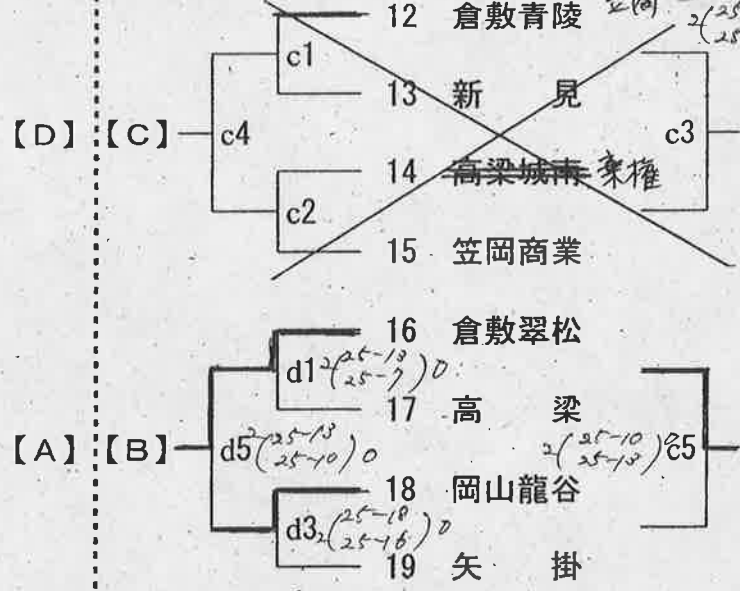 12 倉敷青陵
2(25
25
c1
13 新 見
【D】【C】 c4 c3
14 高梁城南 棄権
c2
15 笠岡商業
16 倉敷翠松
d1 2(25-13 25-7)0
17 高 梁
【A】【B】 d5 2(25-13 25-10)0 2(25-10 25-13)0 c5
18 岡山龍谷
d3 2(25-18 25-16)0
19 矢 掛